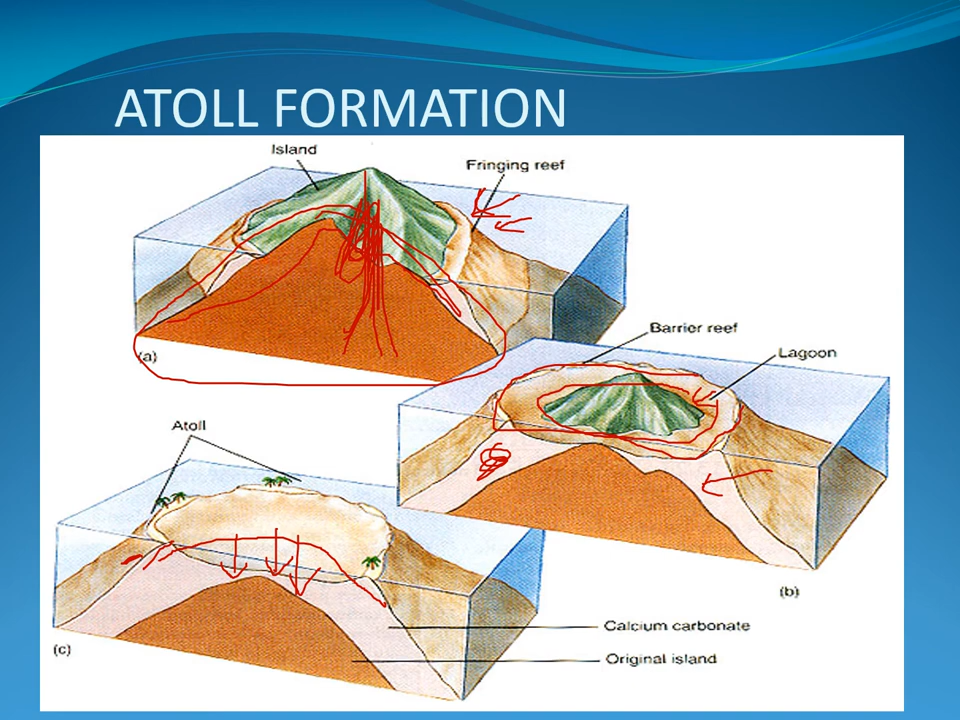 ATOLL FORMATION
Island
Fringing reef
(a)
Barrier reef
Lagoon
Atoll
(b)
Calcium carbonate
(c)
Original island